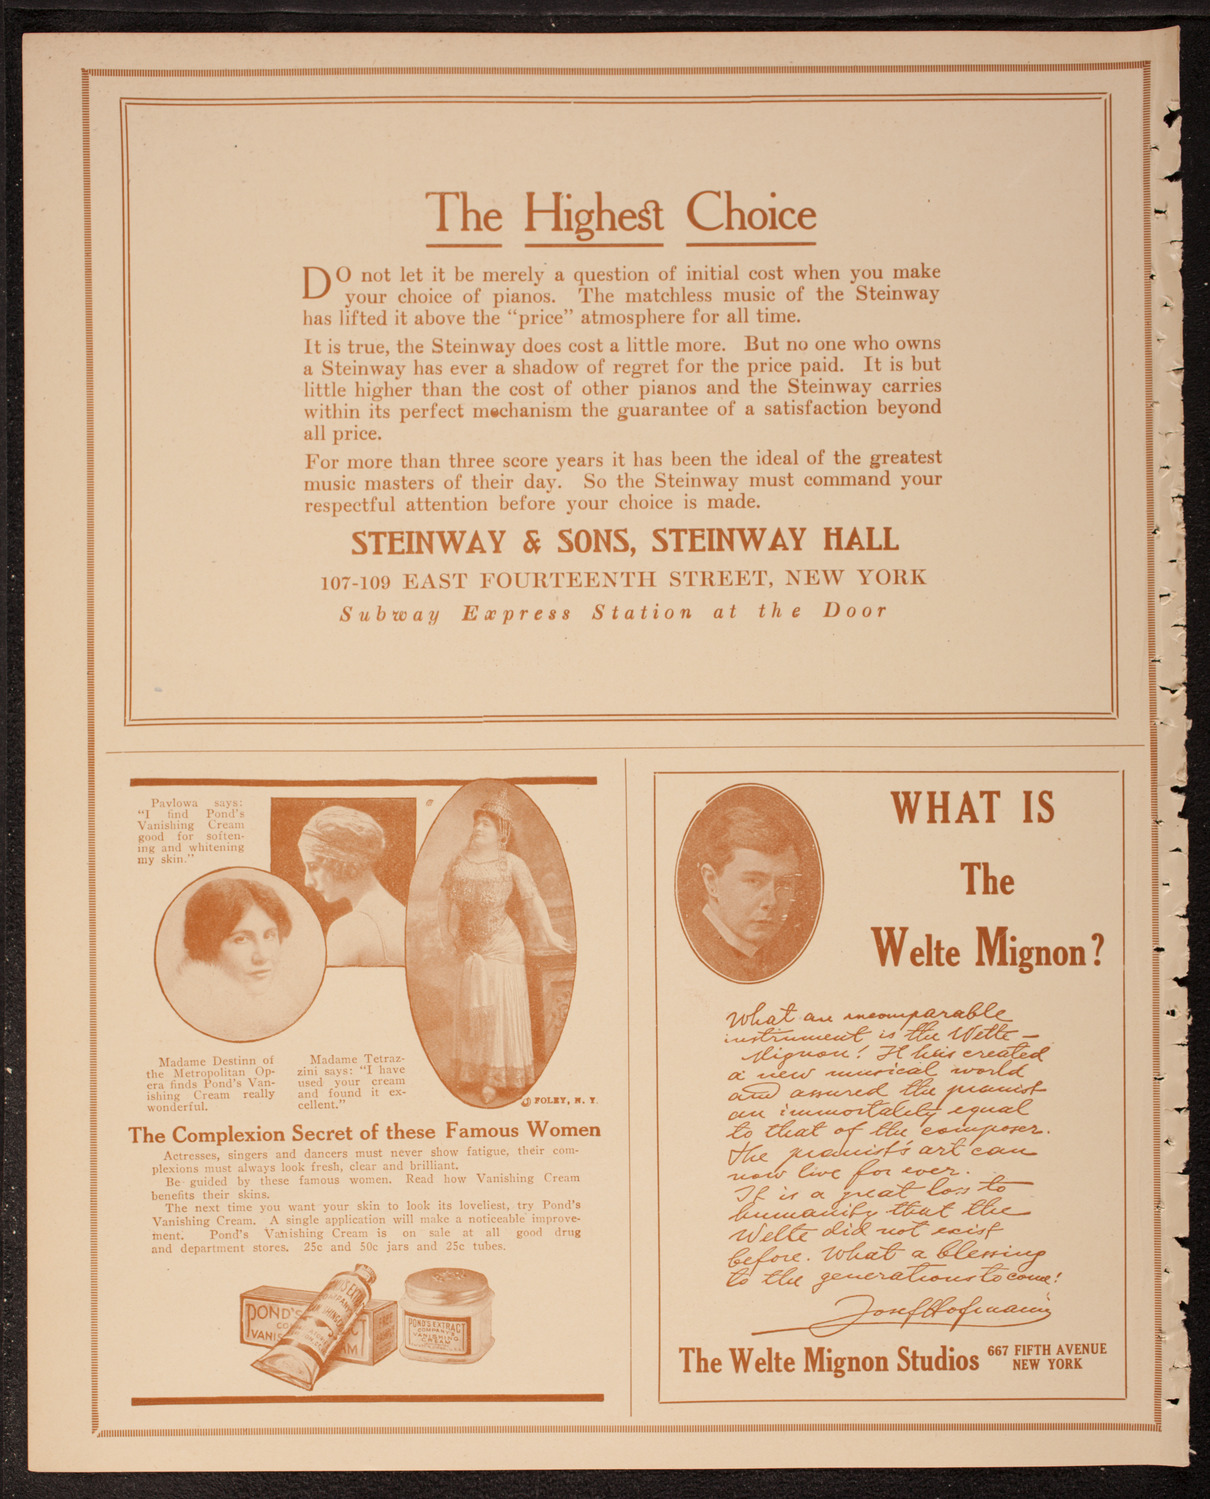 The Highest Choice
DO not let it be merely a question of initial cost when you make
your choice of pianos. The matchless music of the Steinway
has lifted it above the "price" atmosphere for all time.
It is true, the Steinway does cost a little more. But no one who owns
a Steinway has ever a shadow of regret for the price paid. It is but
little higher than the cost of other pianos and the Steinway carries
within its perfect mechanism the guarantee of a satisfaction beyond
all price.
For more than three score years it has been the ideal of the greatest
music masters of their day. So the Steinway must command your
respectful attention before your choice is made.
STEINWAY & SONS, STEINWAY HALL
107-109 EAST FOURTEENTH STREET, NEW YORK
Subway Express Station at the Door
Pavlowa says:
"I find Pond's
Vanishing Cream
good for soften-
ing and whitening
my skin."
Madame Destinn of
the Metropolitan Op-
era finds Pond's Van-
ishing Cream really
wonderful.
Madame Tetraz-
zini says: "I have
used your cream
and found it ex-
cellent."
© FOLEY, N. Y.
The Complexion Secret of these Famous Women
Actresses, singers and dancers must never show fatigue, their com-
plexions must always look fresh, clear and brilliant.
Be guided by these famous women. Read how Vanishing Cream
benefits their skins.
The next time you want your skin to look its loveliest, try Pond's
Vanishing Cream. A single application will make a noticeable improve-
ment. Pond's Vanishing Cream is on sale at all good drug
and department stores. 25c and 50c jars and 25c tubes.
POND'S
CO
VANIS
AM
POND'S EXTRACT
COMPANY'S
VANISHING
CREAM
WHAT IS
The
Welte Mignon?
What an incomparable
instrument is the Welte-
Mignon! It has created
a new musical world
and assured the pianist
an immortality equal
to that of the composer.
The pianist's art can
now live for ever.
It is a great loss to
humanity that the
Welte did not exist
before. What a blessing
to the generations to come!
Josef Hofmann
The Welte Mignon Studios 667 FIFTH AVENUE
NEW YORK